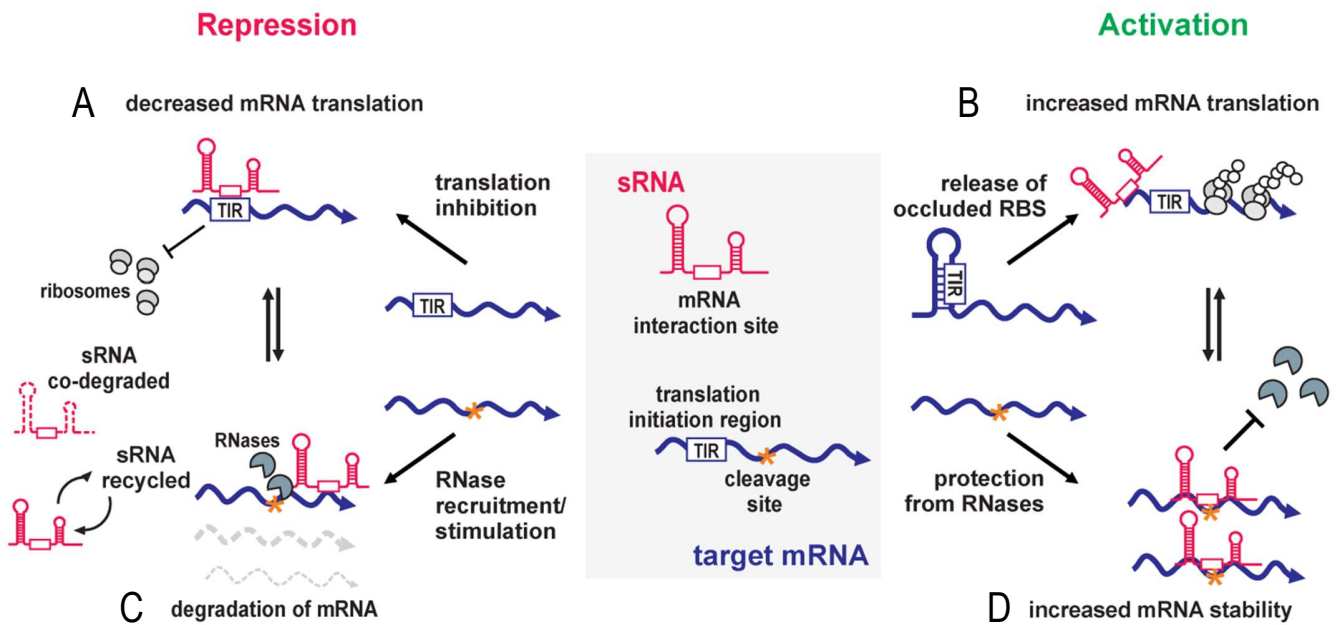 Repression
Activation
A
decreased mRNA translation
B
increased mRNA translation
TIR
translation
inhibition
ribosomes
TIR
sRNA
mRNA
interaction site
release of
occluded RBS
TIR
TIR
sRNA
co-degraded
sRNA
recycled
RNases
RNase
recruitment/
stimulation
translation
initiation region
TIR
cleavage
site
target mRNA
protection
from RNases
C
degradation of mRNA
D
increased mRNA stability